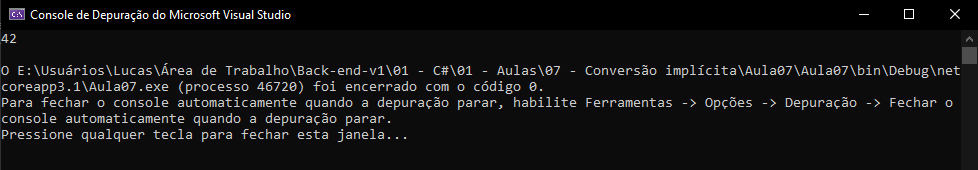 Console de Depuração do Microsoft Visual Studio
42
O E:\Usuários\Lucas\Área de Trabalho\Back-end-v1\01 - C#\01 - Aulas\07 - Conversão implícita\Aula07\Aula07\bin\Debug\net
coreapp3.1\Aula07.exe (processo 46720) foi encerrado com o código 0.
Para fechar o console automaticamente quando a depuração parar, habilite Ferramentas -> Opções -> Depuração -> Fechar o
console automaticamente quando a depuração parar.
Pressione qualquer tecla para fechar esta janela...